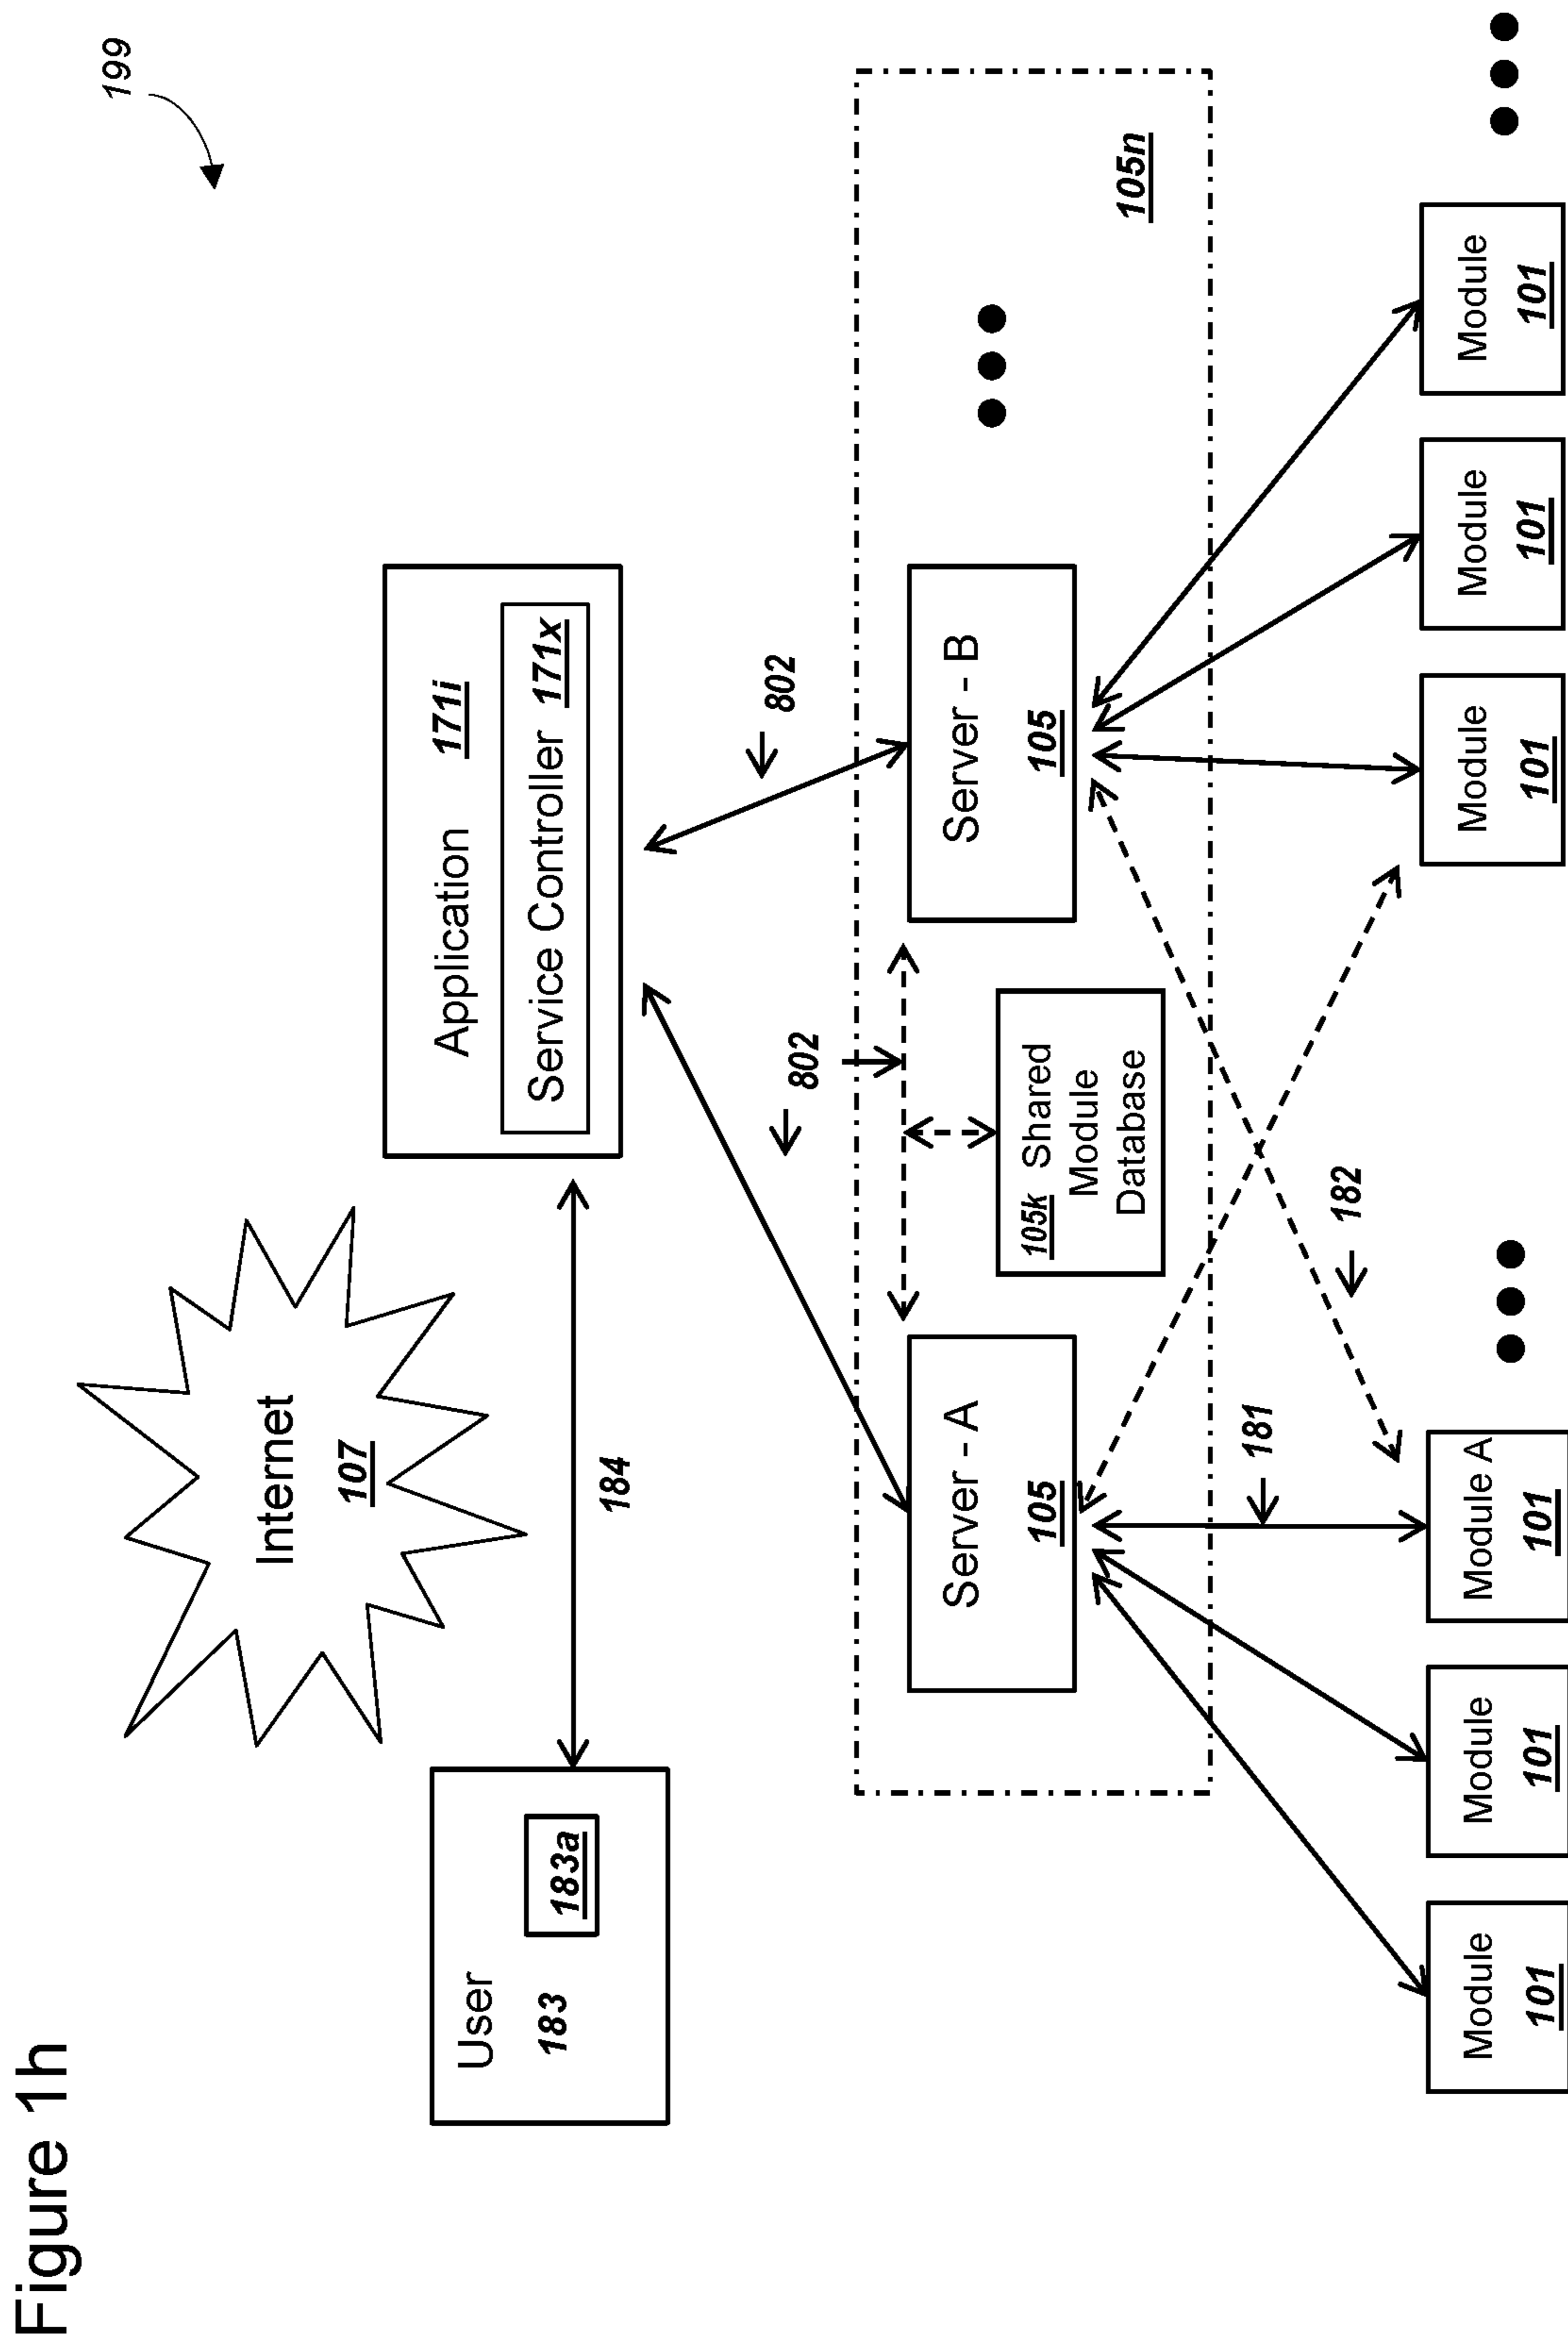 Figure 1h
199
Internet
107
User
183
183a
184
Application 171i
Service Controller 171x
802
802
802
Server - A
105
105k Shared
Module
Database
Server - B
105
105n
181
182
Module
101
Module
101
Module A
101
Module
101
Module
101
Module
101